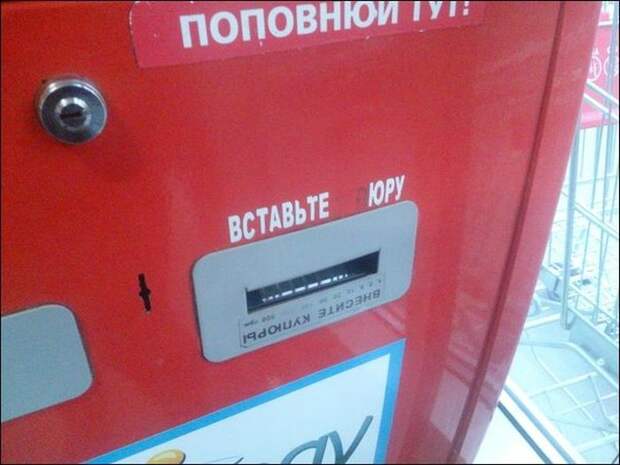 ПОПОВНЮЙ ТУТ!
ВСТАВЬТЕ ЮРУ
ВНЕСИТЕ КУПЮРЫ